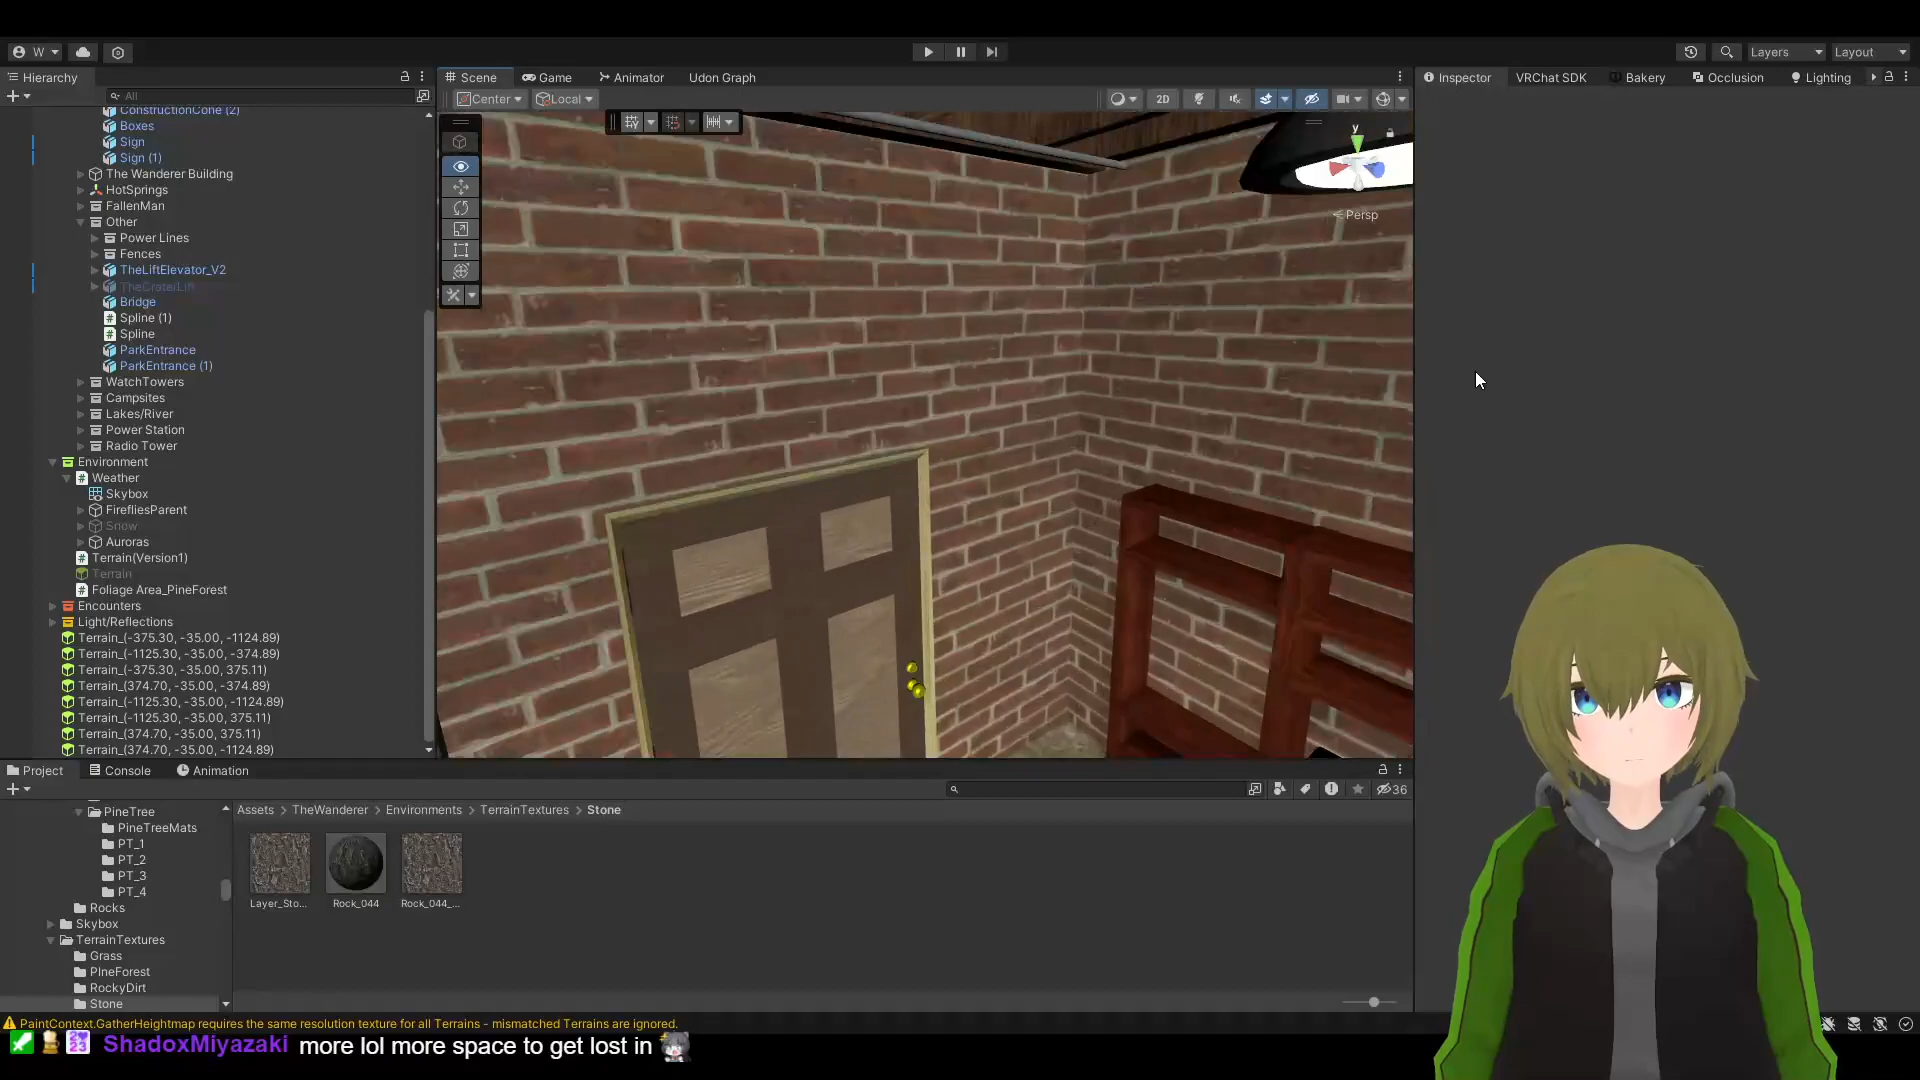 W
Layers
Layout
Hierarchy
Scene
Game
Animator
Udon Graph
Inspector
VRChat SDK
Bakery
Occlusion
Lighting
All
Center
Local
2D
ConstructionCone (2)
Boxes
Sign
Sign (1)
The Wanderer Building
HotSprings
FallenMan
Other
Power Lines
Fences
TheLiftElevator_V2
TheCraterLift
Bridge
Spline (1)
Spline
ParkEntrance
ParkEntrance (1)
WatchTowers
Campsites
Lakes/River
Power Station
Radio Tower
Environment
Weather
Skybox
FirefliesParent
Snow
Auroras
Terrain(Version1)
Terrain
Foliage Area_PineForest
Encounters
Light/Reflections
Terrain_(-375.30, -35.00, -1124.89)
Terrain_(-1125.30, -35.00, -374.89)
Terrain_(-375.30, -35.00, 375.11)
Terrain_(374.70, -35.00, -374.89)
Terrain_(-1125.30, -35.00, -1124.89)
Terrain_(-1125.30, -35.00, 375.11)
Terrain_(374.70, -35.00, 375.11)
Terrain_(374.70, -35.00, -1124.89)
y
Persp
Project
Console
Animation
36
PineTree
PineTreeMats
PT_1
PT_2
PT_3
PT_4
Rocks
Skybox
TerrainTextures
Grass
PIneForest
RockyDirt
Stone
Assets > TheWanderer > Environments > TerrainTextures > Stone
Layer_Sto...
Rock_044
Rock_044_...
PaintContext.GatherHeightmap requires the same resolution texture for all Terrains - mismatched Terrains are ignored.
ShadoxMiyazaki more lol more space to get lost in